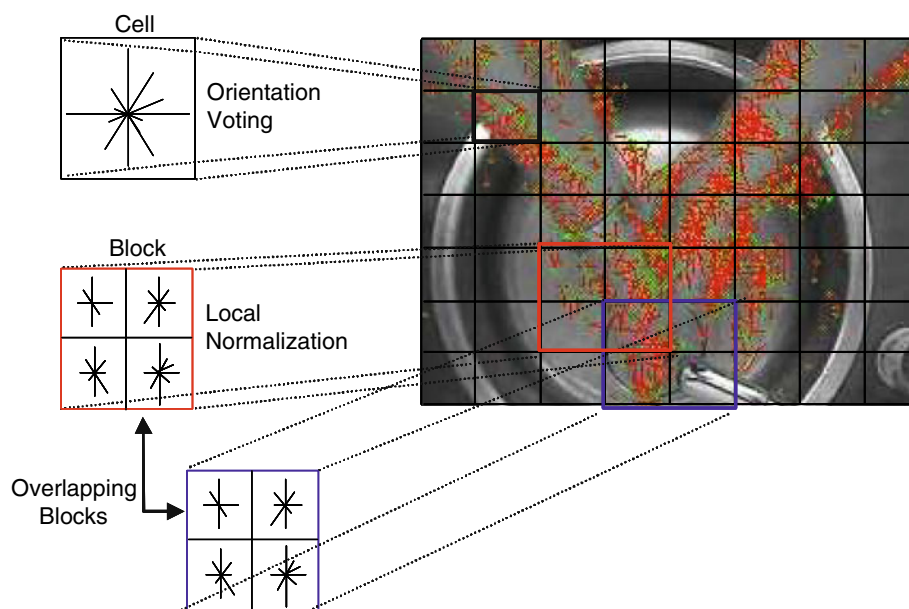 Cell
Orientation
Voting
Block
Local
Normalization
Overlapping
Blocks